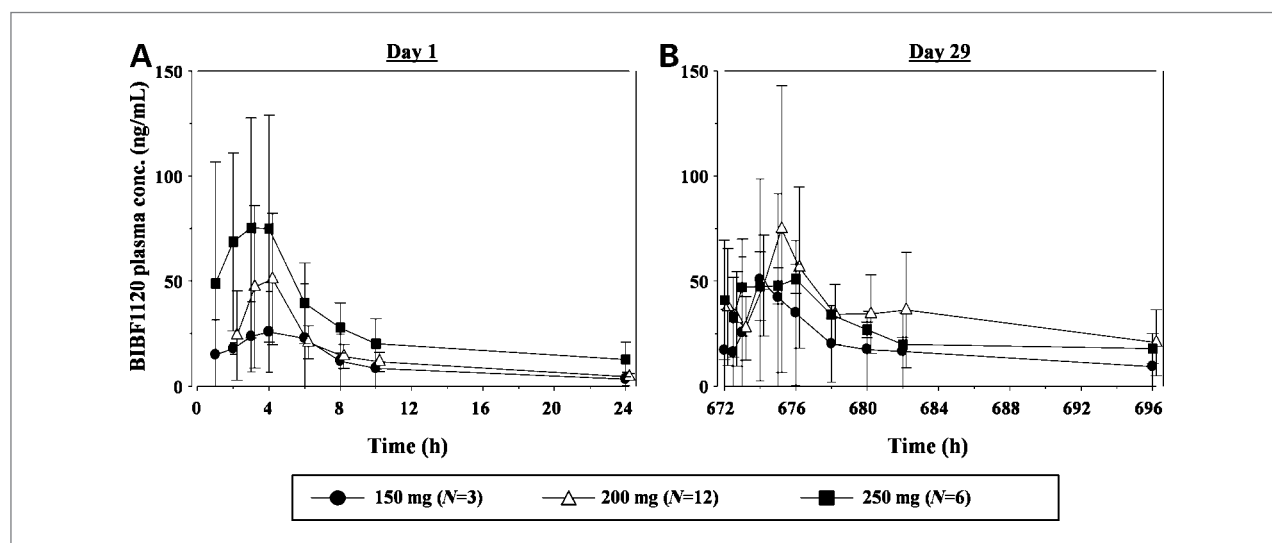 A
Day 1
B
Day 29
BIBF1120 plasma conc. (ng/mL)
150
100
50
0
0 4 8 12 16 20 24
Time (h)
150
100
50
0
672 676 680 684 688 692 696
Time (h)
150 mg (N=3) 200 mg (N=12) 250 mg (N=6)